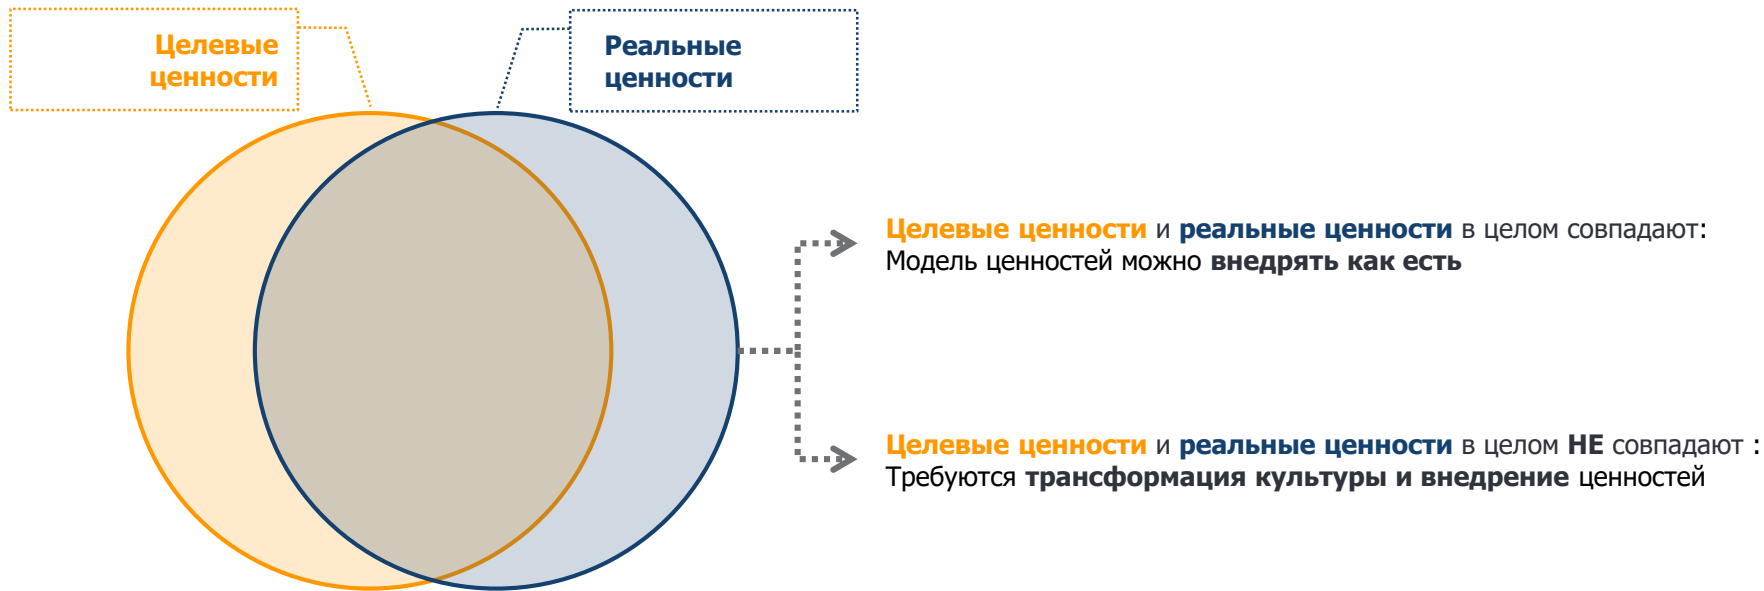 Целевые
ценности
Реальные
ценности
Целевые ценности и реальные ценности в целом совпадают:
Модель ценностей можно внедрять как есть
Целевые ценности и реальные ценности в целом НЕ совпадают :
Требуются трансформация культуры и внедрение ценностей